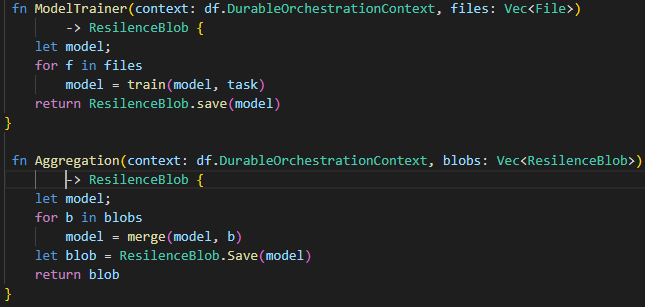 fn ModelTrainer(context: df.DurableOrchestrationContext, files: Vec<File>)
-> ResilenceBlob {
let model;
for f in files
model = train(model, task)
return ResilenceBlob.save(model)
}
fn Aggregation(context: df.DurableOrchestrationContext, blobs: Vec<ResilenceBlob>)
-> ResilenceBlob {
let model;
for b in blobs
model = merge(model, b)
let blob = ResilenceBlob.Save(model)
return blob
}